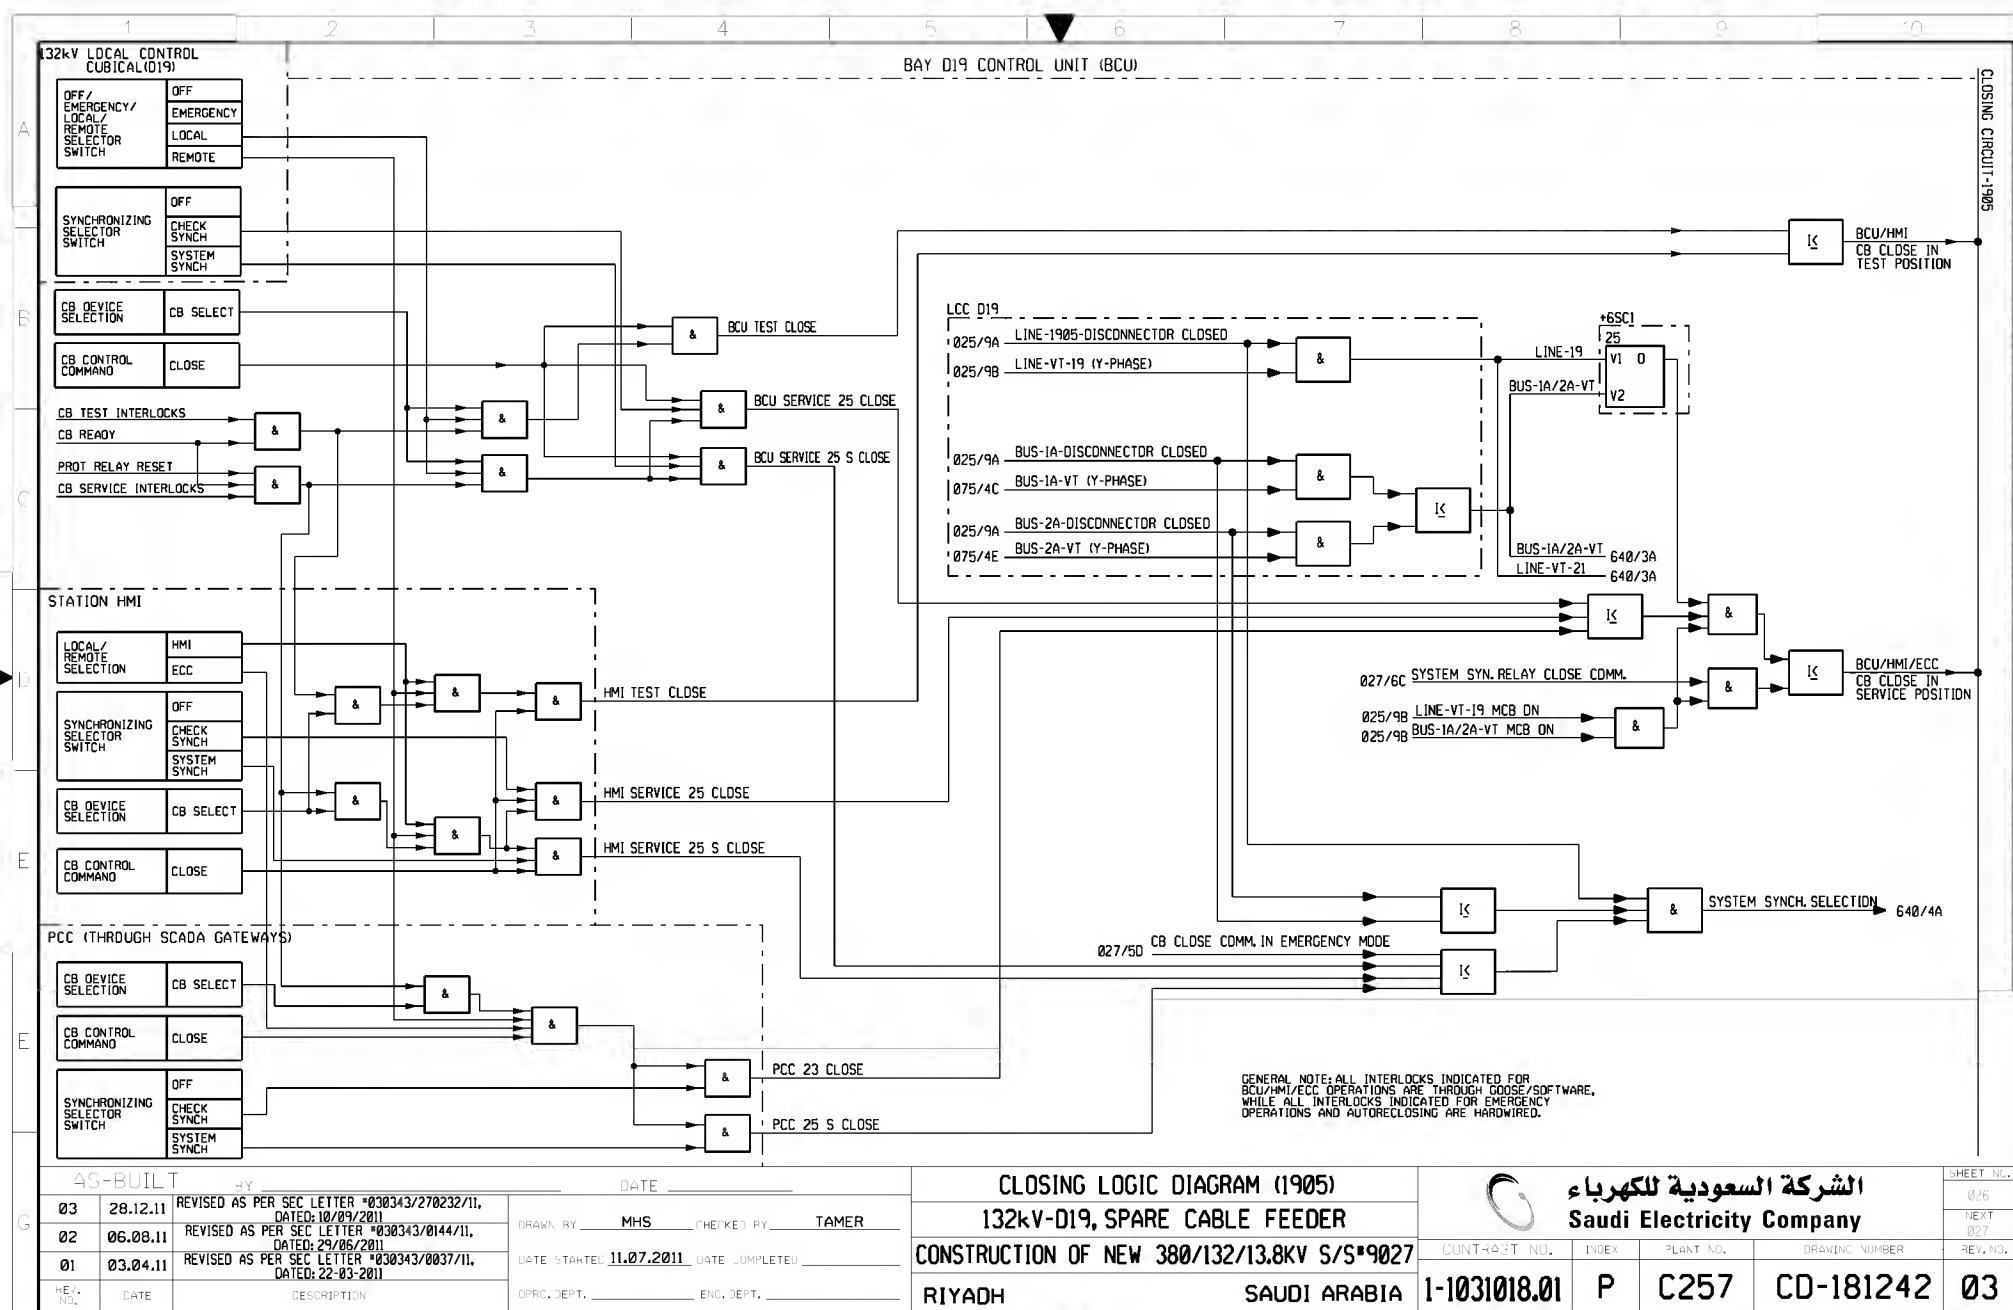 1 2 3 4 5 6 7 8 9 10
132kV LOCAL CONTROL
CUBICAL(D19)
BAY D19 CONTROL UNIT (BCU)
CLOSING CIRCUIT-1905
A
OFF/
EMERGENCY/
LOCAL/
REMOTE
SELECTOR
SWITCH
OFF
EMERGENCY
LOCAL
REMOTE
SYNCHRONIZING
SELECTOR
SWITCH
OFF
CHECK
SYNCH
SYSTEM
SYNCH
B
CB DEVICE
SELECTION
CB SELECT
CB CONTROL
COMMAND
CLOSE
CB TEST INTERLOCKS
CB READY
PROT RELAY RESET
CB SERVICE INTERLOCKS
C
&
&
&
&
&
BCU TEST CLOSE
&
BCU SERVICE 25 CLOSE
&
BCU SERVICE 25 S CLOSE
I<
BCU/HMI
CB CLOSE IN
TEST POSITION
LCC D19
025/9A LINE-1905-DISCONNECTOR CLOSED
025/9B LINE-VT-19 (Y-PHASE)
&
LINE-19
BUS-1A/2A-VT
+6SC1
25
V1 O
V2
025/9A BUS-1A-DISCONNECTOR CLOSED
075/4C BUS-1A-VT (Y-PHASE)
&
025/9A BUS-2A-DISCONNECTOR CLOSED
075/4E BUS-2A-VT (Y-PHASE)
&
I<
BUS-1A/2A-VT 640/3A
LINE-VT-21 640/3A
STATION HMI
D
LOCAL/
REMOTE
SELECTION
HMI
ECC
SYNCHRONIZING
SELECTOR
SWITCH
OFF
CHECK
SYNCH
SYSTEM
SYNCH
CB DEVICE
SELECTION
CB SELECT
E
CB CONTROL
COMMAND
CLOSE
&
&
&
HMI TEST CLOSE
&
&
&
HMI SERVICE 25 CLOSE
&
HMI SERVICE 25 S CLOSE
I<
&
027/6C SYSTEM SYN. RELAY CLOSE COMM.
&
025/9B LINE-VT-19 MCB ON
025/9B BUS-1A/2A-VT MCB ON
&
I<
BCU/HMI/ECC
CB CLOSE IN
SERVICE POSITION
I<
&
SYSTEM SYNCH. SELECTION 640/4A
027/5D CB CLOSE COMM. IN EMERGENCY MODE
I<
PCC (THROUGH SCADA GATEWAYS)
CB DEVICE
SELECTION
CB SELECT
E
CB CONTROL
COMMAND
CLOSE
SYNCHRONIZING
SELECTOR
SWITCH
OFF
CHECK
SYNCH
SYSTEM
SYNCH
&
&
&
PCC 23 CLOSE
&
PCC 25 S CLOSE
GENERAL NOTE: ALL INTERLOCKS INDICATED FOR
BCU/HMI/ECC OPERATIONS ARE THROUGH GOOSE/SOFTWARE,
WHILE ALL INTERLOCKS INDICATED FOR EMERGENCY
OPERATIONS AND AUTORECLOSING ARE HARDWIRED.
G
AS-BUILT BY DATE
03 28.12.11 REVISED AS PER SEC LETTER #030343/270232/11,
DATED: 10/09/2011
02 06.08.11 REVISED AS PER SEC LETTER #030343/0144/11,
DATED: 29/06/2011
01 03.04.11 REVISED AS PER SEC LETTER #030343/0037/11,
DATED: 22-03-2011
REV. NO. DATE DESCRIPTION
DRAWN BY MHS CHECKED BY TAMER
DATE STARTED 11.07.2011 DATE COMPLETED
OPRG. DEPT. ENG. DEPT.
CLOSING LOGIC DIAGRAM (1905)
132kV-D19, SPARE CABLE FEEDER
CONSTRUCTION OF NEW 380/132/13.8KV S/S#9027
RIYADH SAUDI ARABIA
الشركة السعودية للكهرباء
Saudi Electricity Company
CONTRACT NO. INDEX PLANT NO. DRAWING NUMBER REV. NO.
1-1031018.01 P C257 CD-181242 03
SHEET NO.
026
NEXT
027